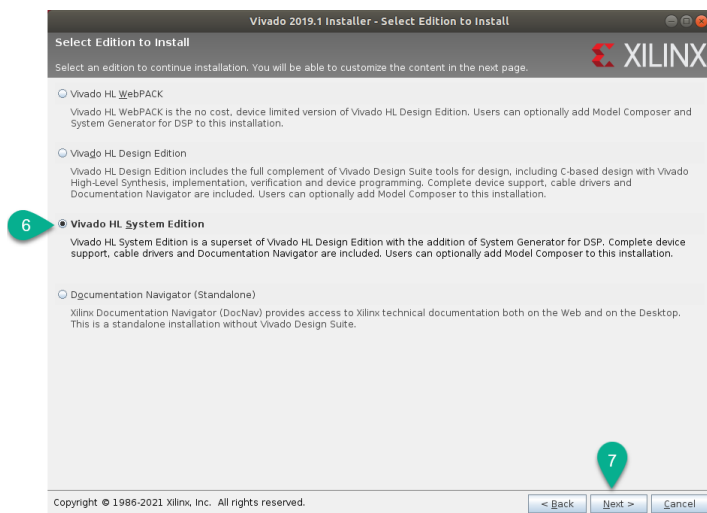 Vivado 2019.1 Installer - Select Edition to Install
Select Edition to Install
Select an edition to continue installation. You will be able to customize the content in the next page.
XILINX
Vivado HL WebPACK
Vivado HL WebPACK is the no cost, device limited version of Vivado HL Design Edition. Users can optionally add Model Composer and
System Generator for DSP to this installation.
Vivado HL Design Edition
Vivado HL Design Edition includes the full complement of Vivado Design Suite tools for design, including C-based design with Vivado
High-Level Synthesis, implementation, verification and device programming. Complete device support, cable drivers and
Documentation Navigator are included. Users can optionally add Model Composer to this installation.
6
Vivado HL System Edition
Vivado HL System Edition is a superset of Vivado HL Design Edition with the addition of System Generator for DSP. Complete device
support, cable drivers and Documentation Navigator are included. Users can optionally add Model Composer to this installation.
Documentation Navigator (Standalone)
Xilinx Documentation Navigator (DocNav) provides access to Xilinx technical documentation both on the Web and on the Desktop.
This is a standalone installation without Vivado Design Suite.
7
Copyright © 1986-2021 Xilinx, Inc. All rights reserved.
< Back
Next >
Cancel